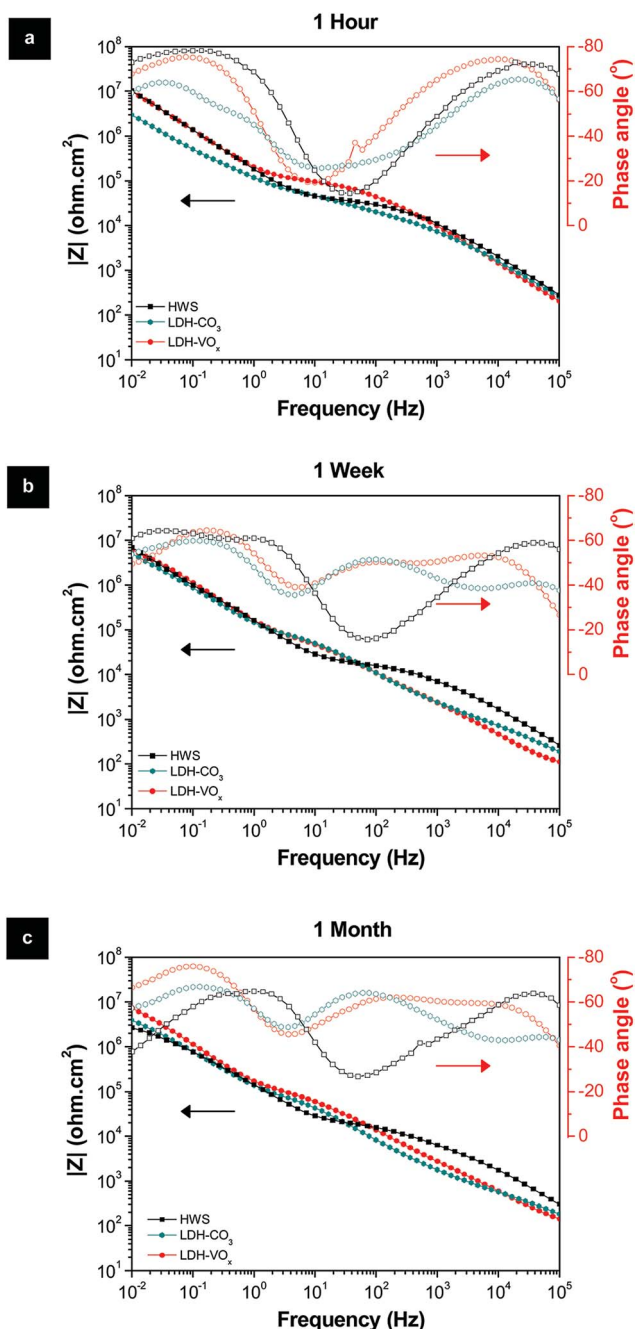 a
1 Hour
10⁸
10⁷
10⁶
10⁵
10⁴
10³
10²
10¹
|Z| (ohm.cm²)
-80
-60
-40
-20
0
Phase angle (°)
HWS
LDH-CO₃
LDH-VOₓ
10⁻² 10⁻¹ 10⁰ 10¹ 10² 10³ 10⁴ 10⁵
Frequency (Hz)
b
1 Week
10⁸
10⁷
10⁶
10⁵
10⁴
10³
10²
10¹
|Z| (ohm.cm²)
-80
-60
-40
-20
0
Phase angle (°)
HWS
LDH-CO₃
LDH-VOₓ
10⁻² 10⁻¹ 10⁰ 10¹ 10² 10³ 10⁴ 10⁵
Frequency (Hz)
c
1 Month
10⁸
10⁷
10⁶
10⁵
10⁴
10³
10²
10¹
|Z| (ohm.cm²)
-80
-60
-40
-20
0
Phase angle (°)
HWS
LDH-CO₃
LDH-VOₓ
10⁻² 10⁻¹ 10⁰ 10¹ 10² 10³ 10⁴ 10⁵
Frequency (Hz)